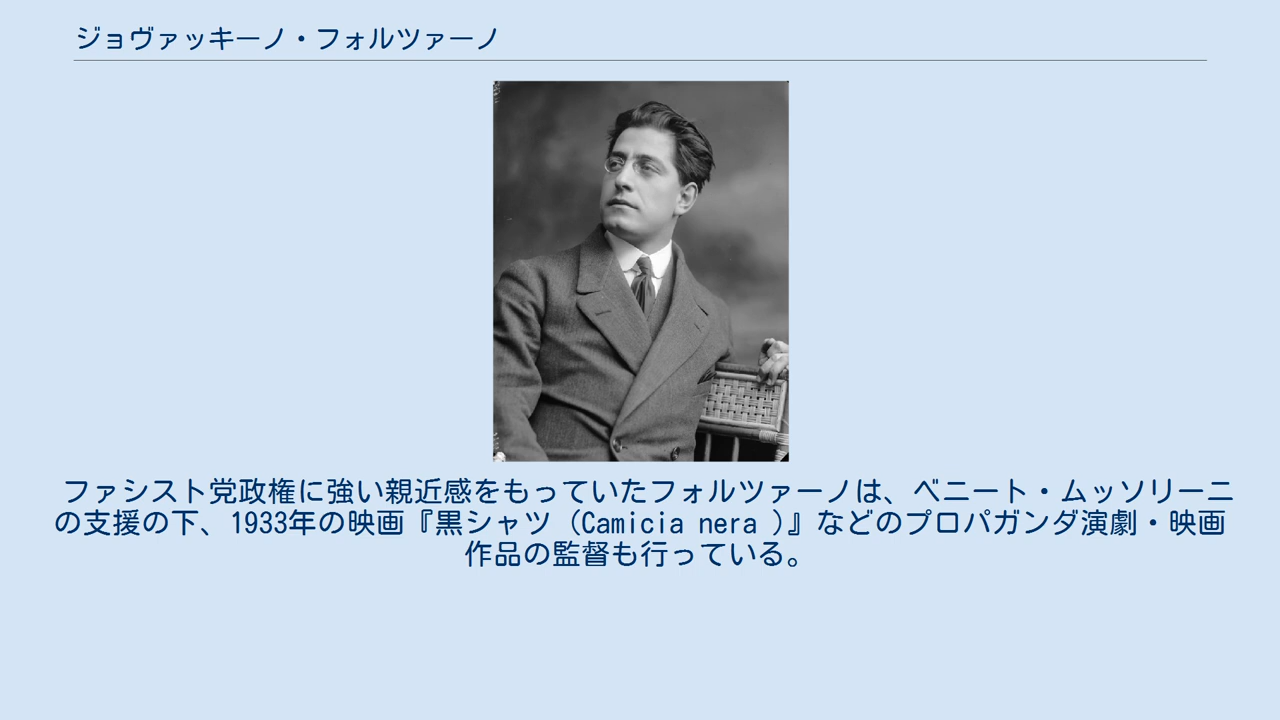 ジョヴァッキーノ・フォルツァーノ
ファシスト党政権に強い親近感をもっていたフォルツァーノは、ベニート・ムッソリーニ
の支援の下、1933年の映画『黒シャツ（Camicia nera )』などのプロパガンダ演劇・映画
作品の監督も行っている。